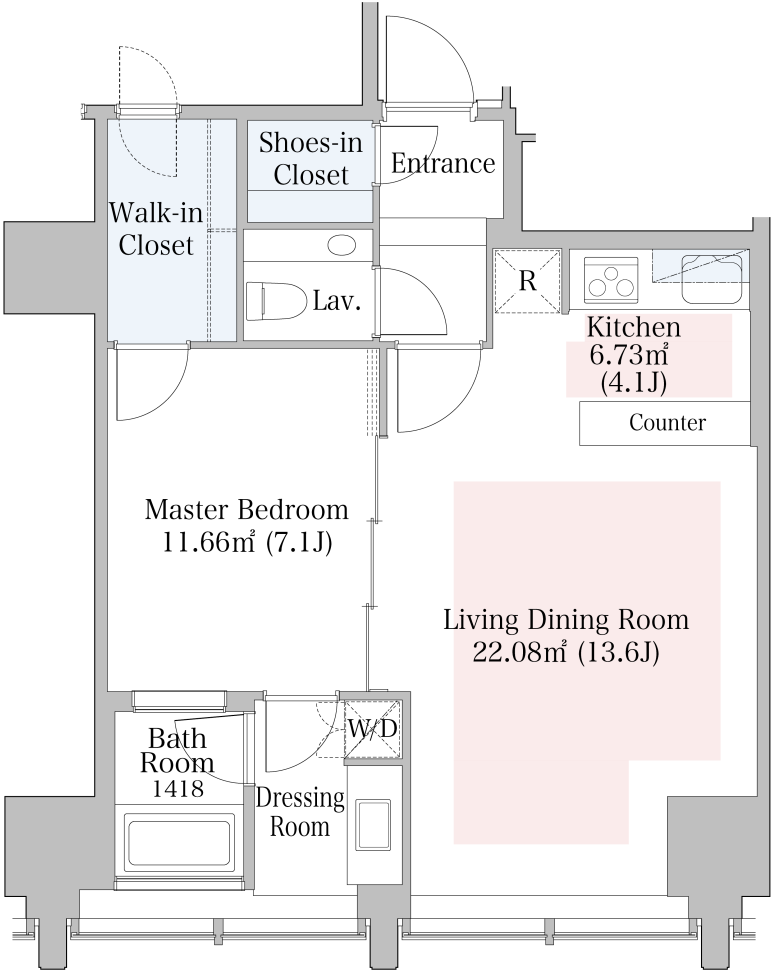 Shoes-in
Closet
Entrance
Walk-in
Closet
Lav.
R
Kitchen
6.73㎡
(4.1J)
Counter
Master Bedroom
11.66㎡ (7.1J)
Living Dining Room
22.08㎡ (13.6J)
Bath
Room
1418
W/D
Dressing
Room